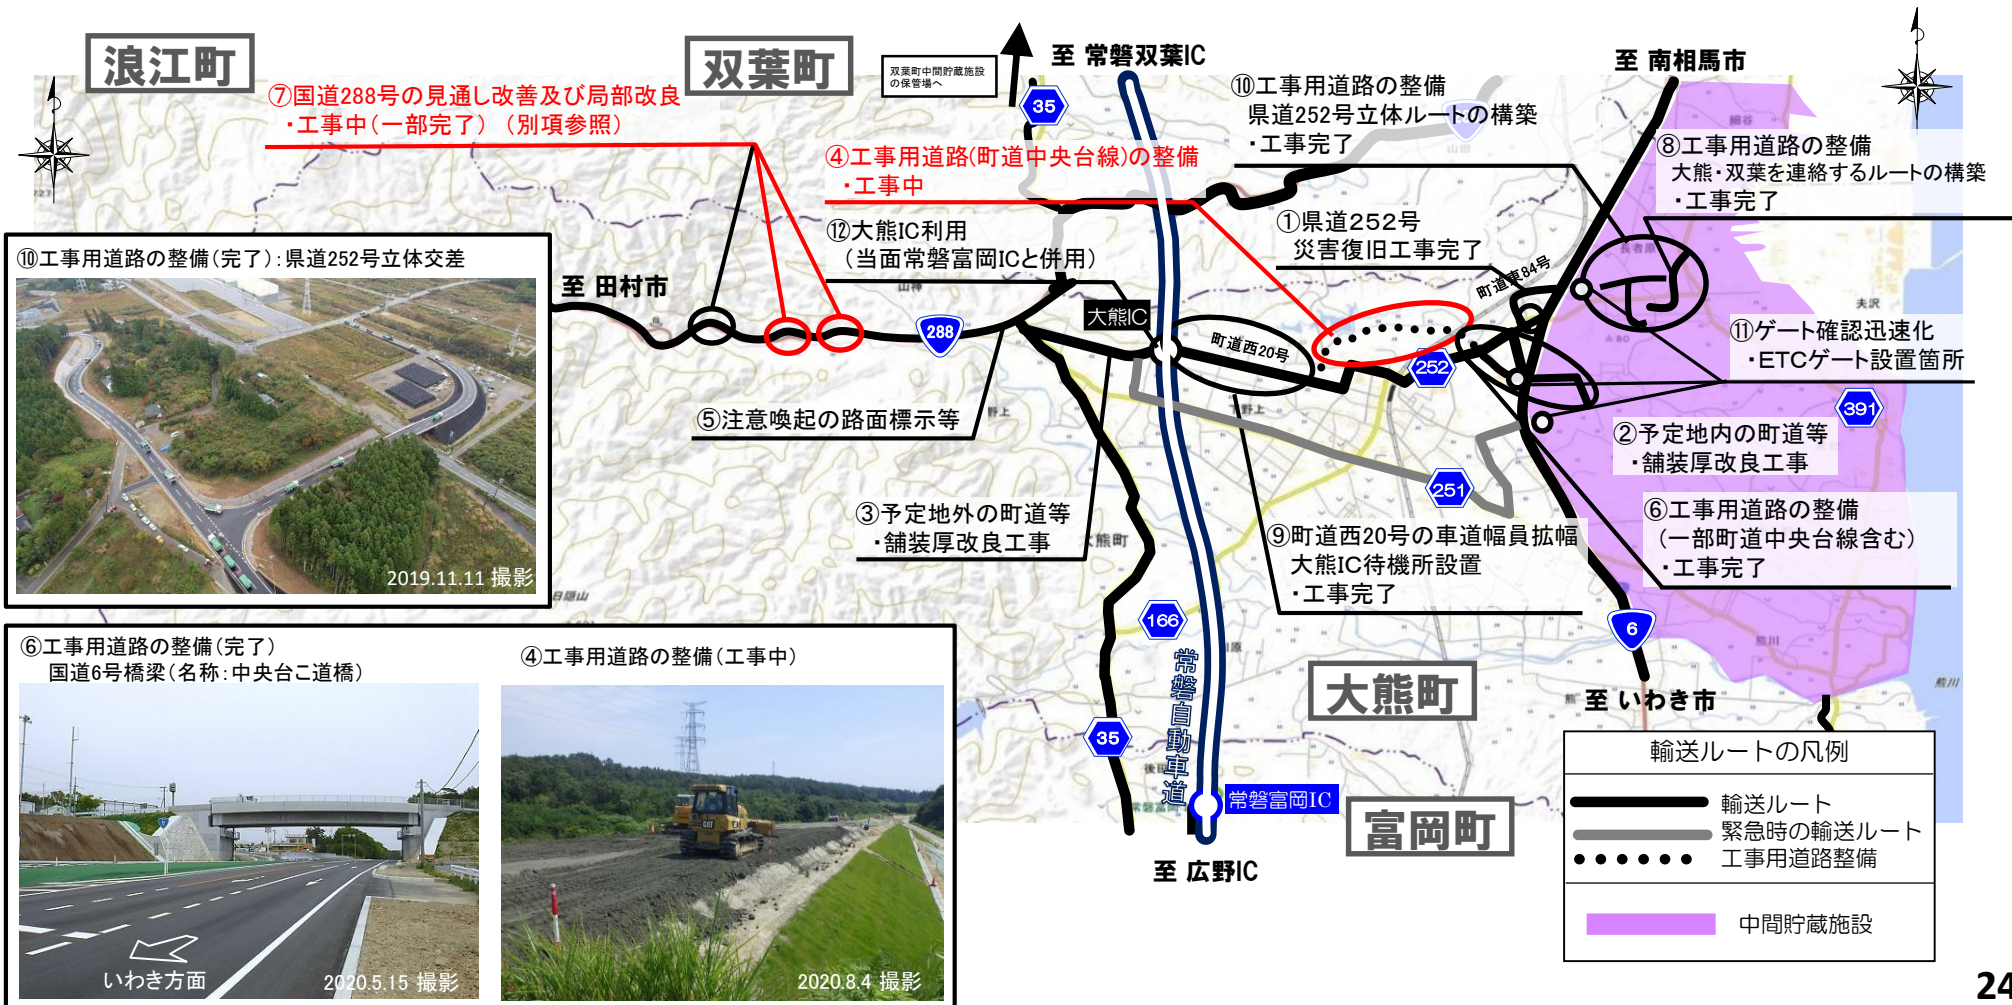 浪江町
双葉町
双葉町中間貯蔵施設
の保管場へ
至 常磐双葉IC
至 南相馬市
⑦国道288号の見通し改善及び局部改良
・工事中(一部完了) (別項参照)
35
⑩工事用道路の整備
県道252号立体ルートの構築
・工事完了
④工事用道路(町道中央台線)の整備
・工事中
⑧工事用道路の整備
大熊・双葉を連絡するルートの構築
・工事完了
①県道252号
災害復旧工事完了
⑫大熊IC利用
(当面常磐富岡ICと併用)
⑩工事用道路の整備(完了):県道252号立体交差
2019.11.11 撮影
至 田村市
288
大熊IC
町道西20号
町道東84号
252
夫沢
⑪ゲート確認迅速化
・ETCゲート設置箇所
391
⑤注意喚起の路面標示等
野上
下野上
②予定地内の町道等
・舗装厚改良工事
251
③予定地外の町道等
・舗装厚改良工事
大熊町
⑨町道西20号の車道幅員拡幅
大熊IC待機所設置
・工事完了
⑥工事用道路の整備
(一部町道中央台線含む)
・工事完了
日隠山
166
6
熊川
熊川
⑥工事用道路の整備(完了)
国道6号橋梁(名称:中央台こ道橋)
いわき方面
2020.5.15 撮影
④工事用道路の整備(工事中)
CAT
2020.8.4 撮影
常磐自動車道
大熊町
至 いわき市
35
常磐富岡IC
富岡町
至 広野IC
輸送ルートの凡例
輸送ルート
緊急時の輸送ルート
工事用道路整備
中間貯蔵施設
24